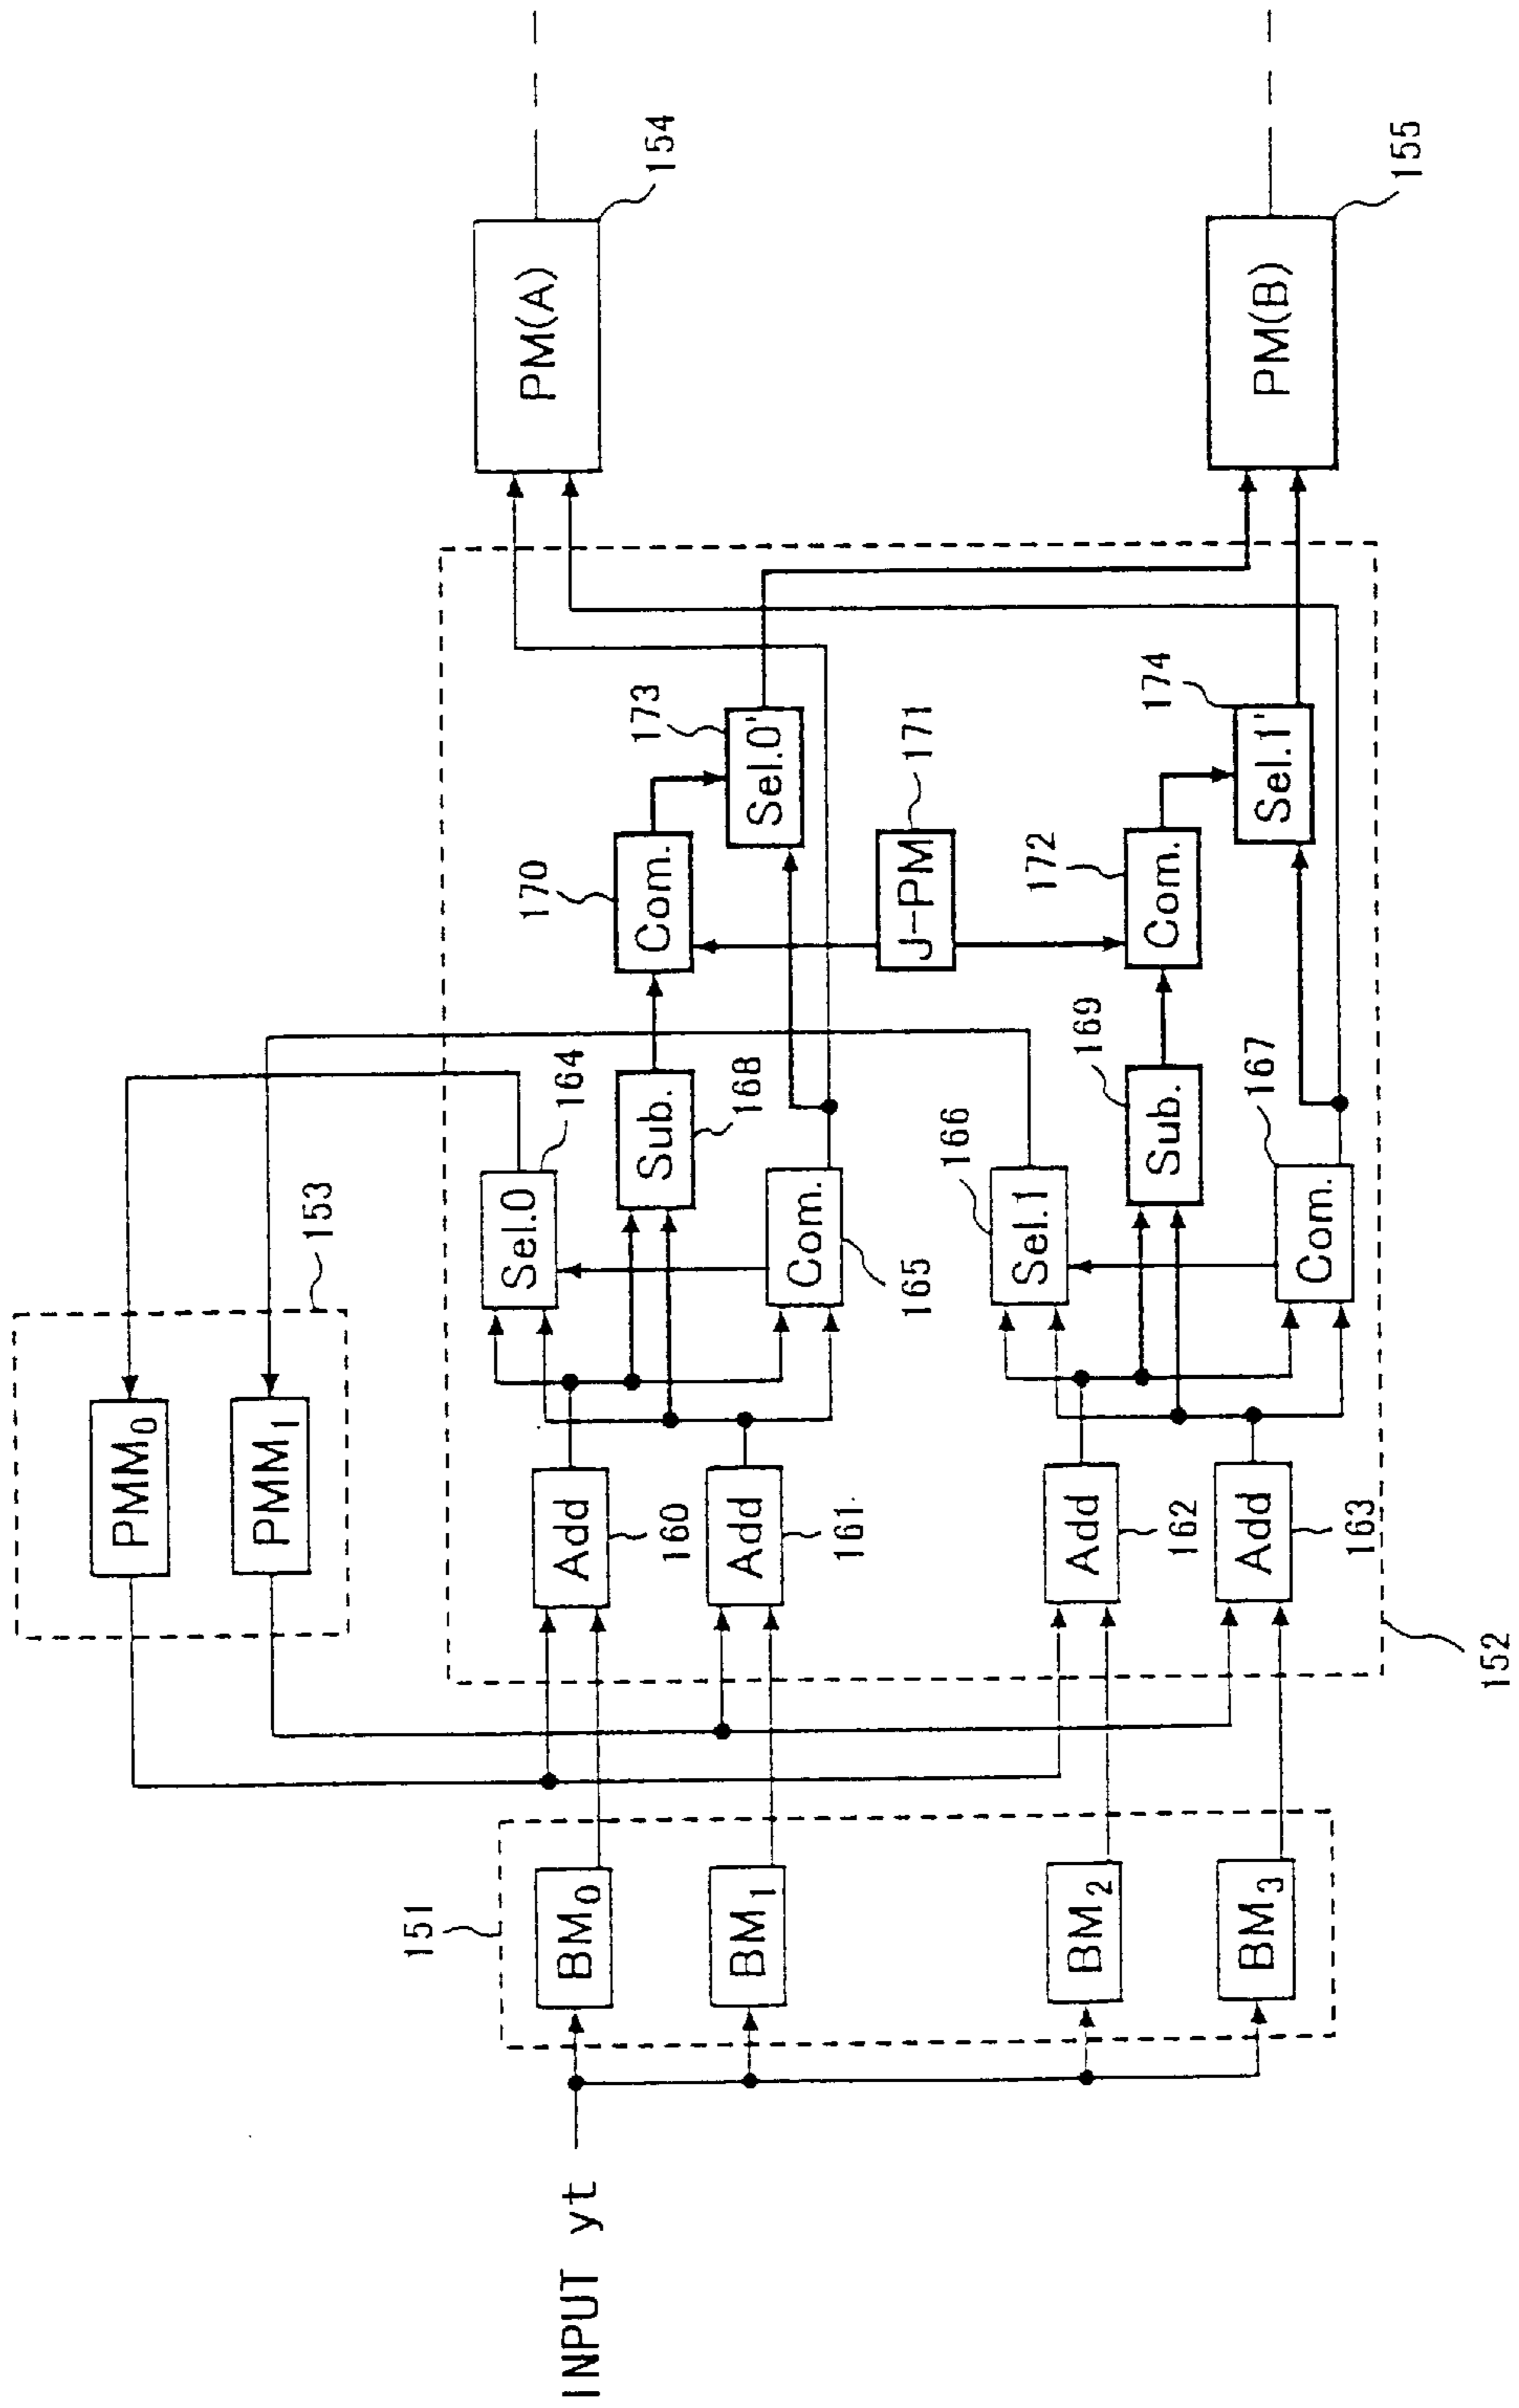 INPUT yt
151
BM0
BM1
BM2
BM3
153
PMM0
PMM1
152
Add
160
Add
161
Add
162
Add
163
Sel.0
164
Sub.
168
Com.
165
Sel.1
166
Sub.
169
Com.
167
Com.
170
Sel.0'
173
J-PM
171
Com.
172
Sel.1'
174
PM(A)
154
PM(B)
155